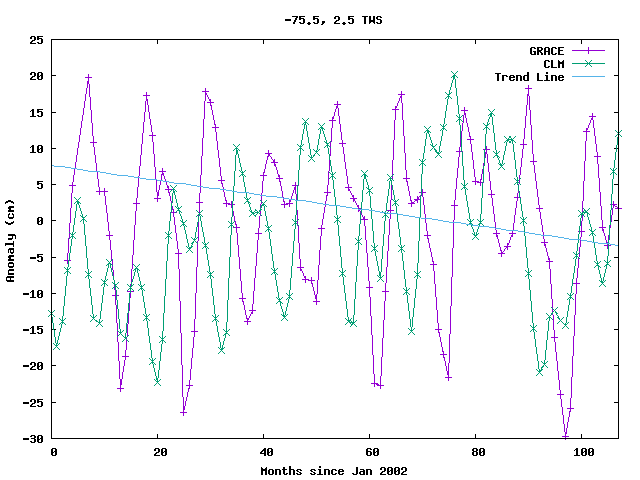 -75.5, 2.5 TWS
GRACE
CLM
Trend Line
25
20
15
10
5
0
-5
-10
-15
-20
-25
-30
Anomaly (cm)
0 20 40 60 80 100
Months since Jan 2002